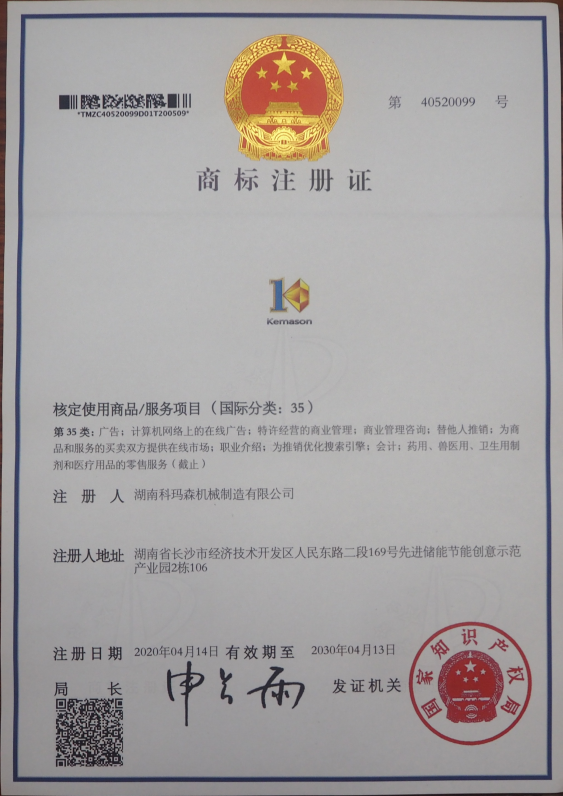 *TMZC40520099D01T200509*
第 40520099 号
商标注册证
Kemason
核定使用商品/服务项目（国际分类：35）
第35类：广告；计算机网络上的在线广告；特许经营的商业管理；商业管理咨询；替他人推销；为商
品和服务的买卖双方提供在线市场；职业介绍；为推销优化搜索引擎；会计；药用、兽医用、卫生用制
剂和医疗用品的零售服务（截止）
注册人 湖南科玛森机械制造有限公司
注册人地址 湖南省长沙市经济技术开发区人民东路二段169号先进储能节能创意示范
产业园2栋106
注册日期 2020年04月14日 有效期至 2030年04月13日
局长 申长雨 发证机关
国家知识产权局